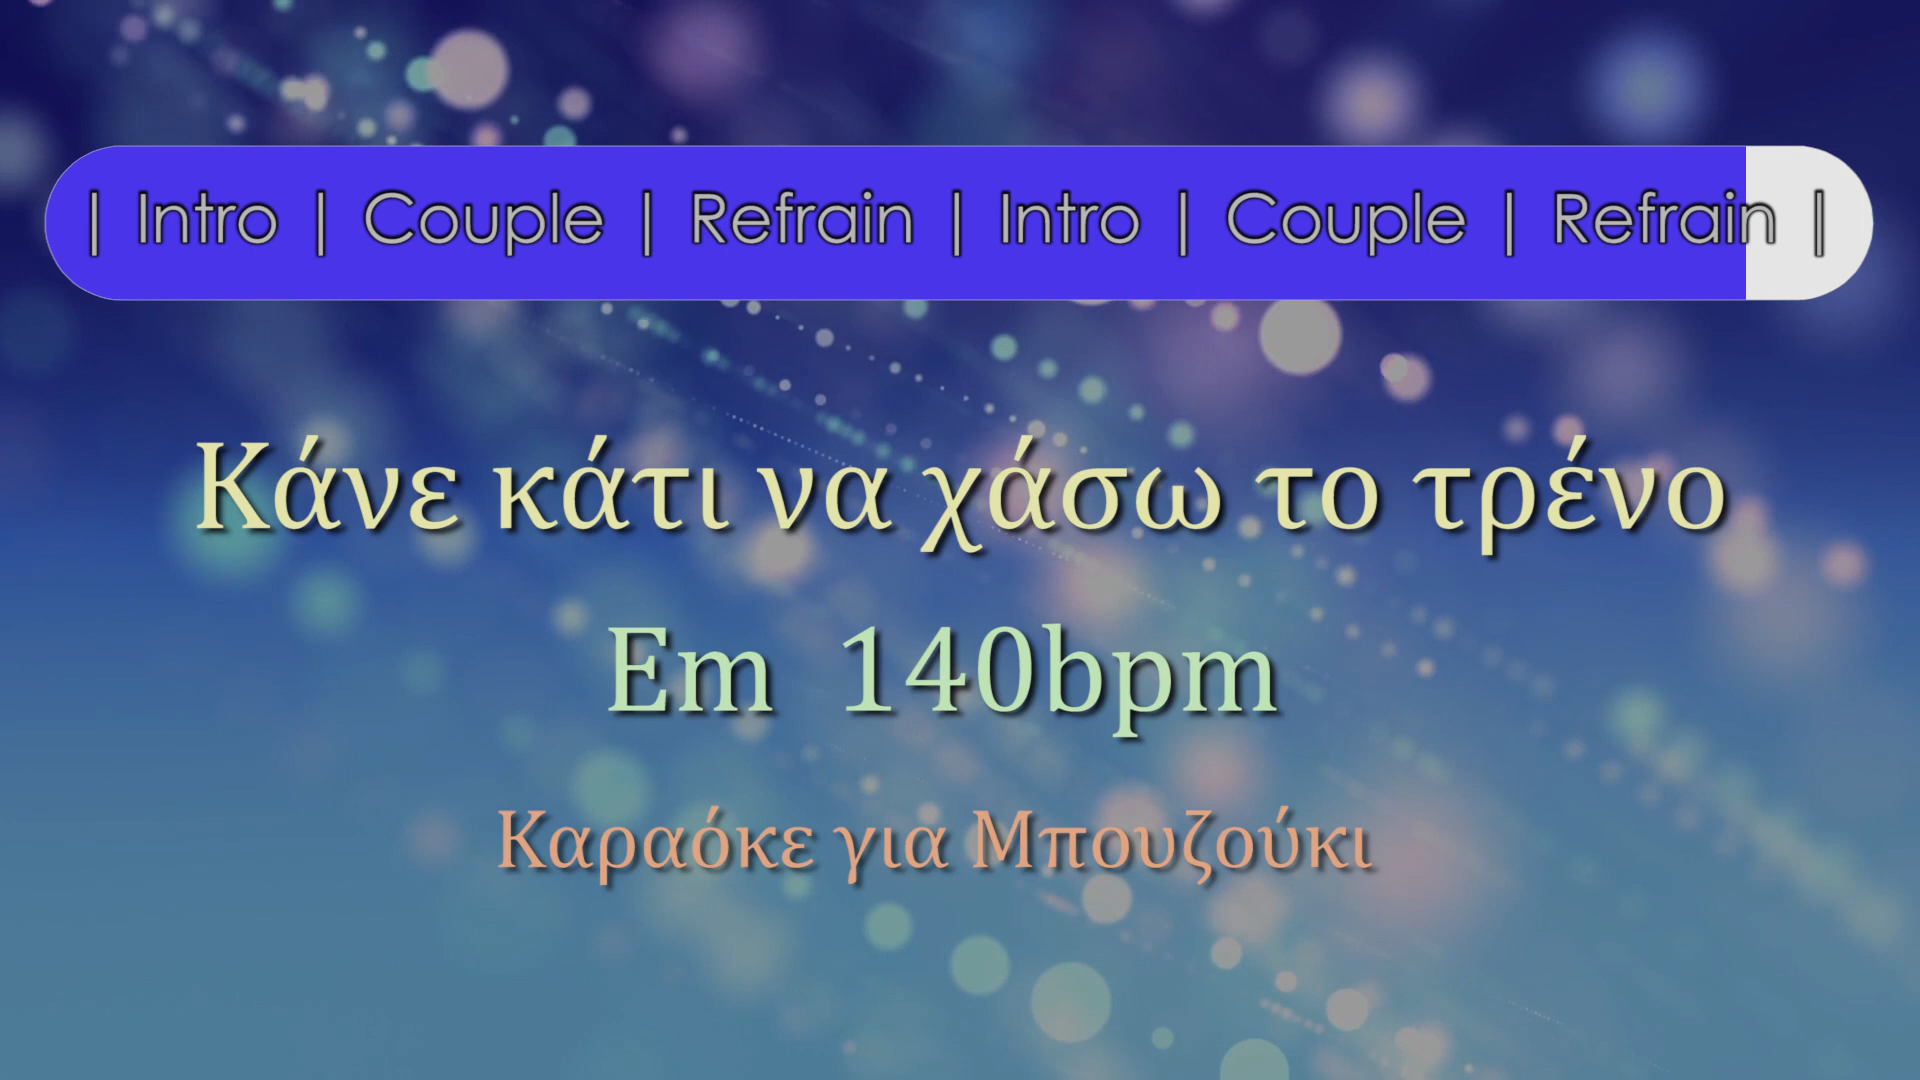 | Intro | Couple | Refrain | Intro | Couple | Refrain |
Κάνε κάτι να χάσω το τρένο
Em 140bpm
Καραόκε για Μπουζούκι